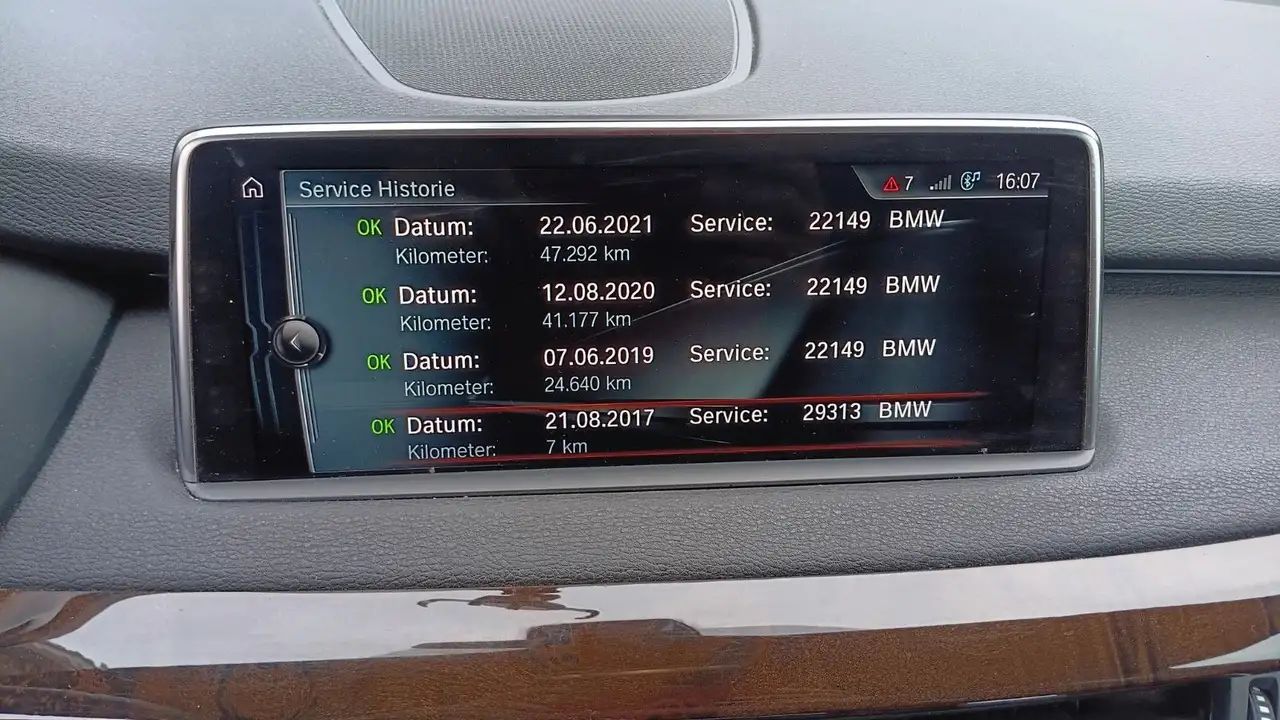 Service Historie 7 16:07
OK Datum: 22.06.2021 Service: 22149 BMW
Kilometer: 47.292 km
OK Datum: 12.08.2020 Service: 22149 BMW
Kilometer: 41.177 km
OK Datum: 07.06.2019 Service: 22149 BMW
Kilometer: 24.640 km
OK Datum: 21.08.2017 Service: 29313 BMW
Kilometer: 7 km